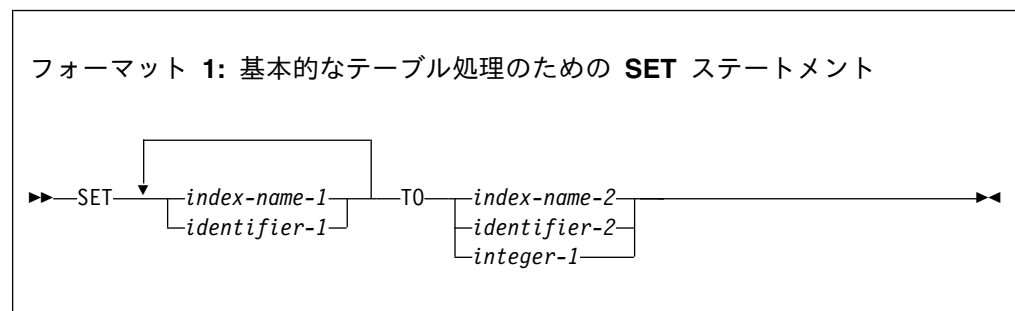 フォーマット 1: 基本的なテーブル処理のための SET ステートメント
SET index-name-1 TO index-name-2
identifier-1 identifier-2
integer-1